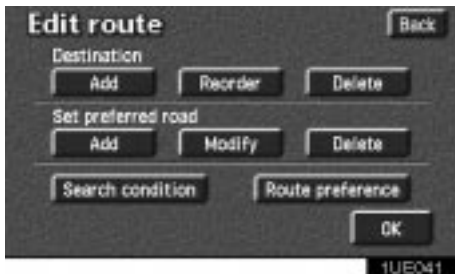 Edit route Back
Destination
Add Reorder Delete
Set preferred road
Add Modify Delete
Search condition Route preference
OK
1UE041